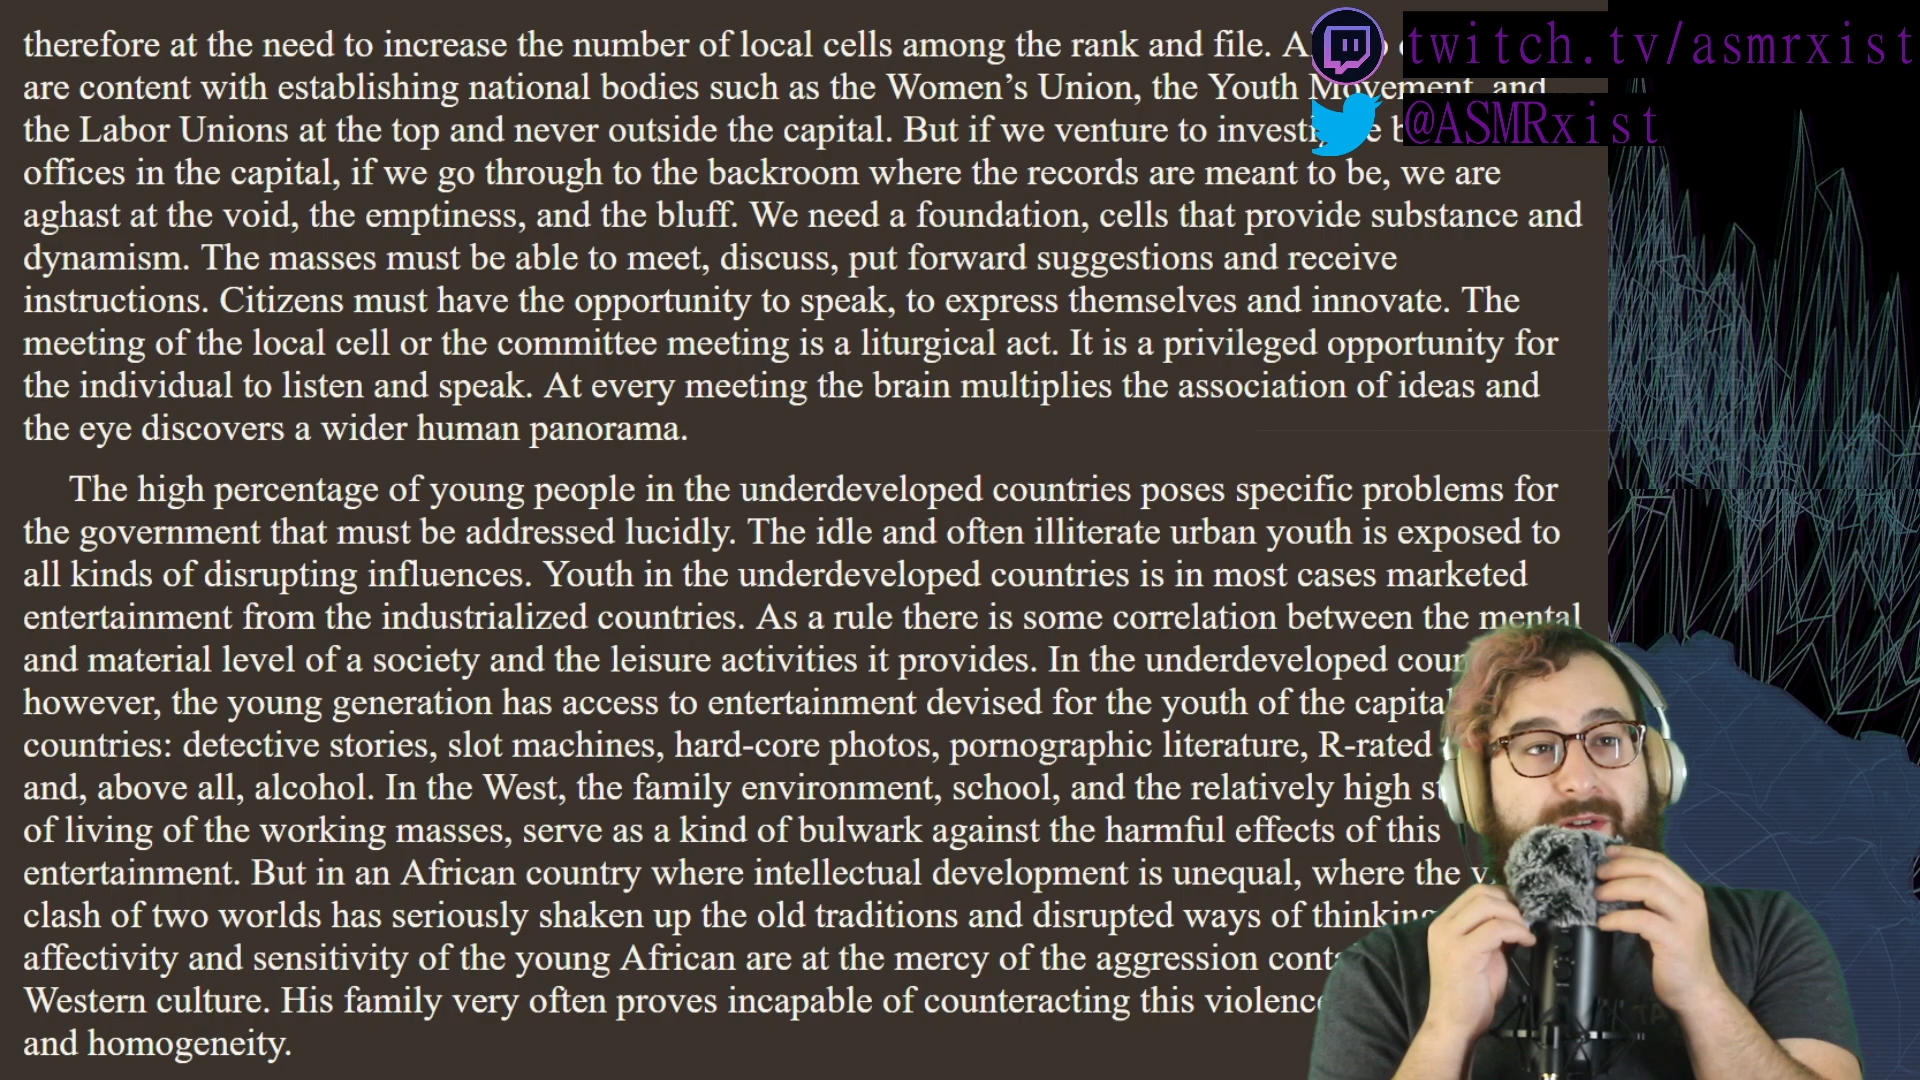 therefore at the need to increase the number of local cells among the rank and file. A
twitch.tv/asmrxist
are content with establishing national bodies such as the Women’s Union, the Youth Movement, and
the Labor Unions at the top and never outside the capital. But if we venture to investigate
@ASMRxist
offices in the capital, if we go through to the backroom where the records are meant to be, we are
aghast at the void, the emptiness, and the bluff. We need a foundation, cells that provide substance and
dynamism. The masses must be able to meet, discuss, put forward suggestions and receive
instructions. Citizens must have the opportunity to speak, to express themselves and innovate. The
meeting of the local cell or the committee meeting is a liturgical act. It is a privileged opportunity for
the individual to listen and speak. At every meeting the brain multiplies the association of ideas and
the eye discovers a wider human panorama.
The high percentage of young people in the underdeveloped countries poses specific problems for
the government that must be addressed lucidly. The idle and often illiterate urban youth is exposed to
all kinds of disrupting influences. Youth in the underdeveloped countries is in most cases marketed
entertainment from the industrialized countries. As a rule there is some correlation between the mental
and material level of a society and the leisure activities it provides. In the underdeveloped
however, the young generation has access to entertainment devised for the youth of the
countries: detective stories, slot machines, hard-core photos, pornographic literature, R-rated
and, above all, alcohol. In the West, the family environment, school, and the relatively high
of living of the working masses, serve as a kind of bulwark against the harmful effects of this
entertainment. But in an African country where intellectual development is unequal, where the
clash of two worlds has seriously shaken up the old traditions and disrupted ways of thinking
affectivity and sensitivity of the young African are at the mercy of the aggression
Western culture. His family very often proves incapable of counteracting this violence
and homogeneity.